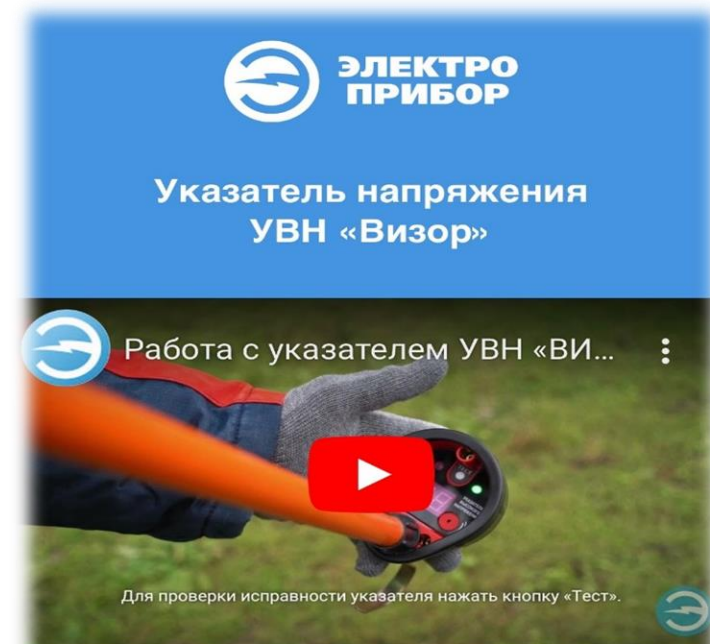 ЭЛЕКТРО
ПРИБОР
Указатель напряжения
УВН «Визор»
Работа с указателем УВН «ВИ...
Для проверки исправности указателя нажать кнопку «Тест».